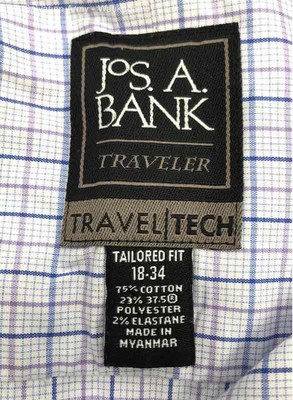 JOS. A.
BANK
TRAVELER
TRAVEL|TECH
TAILORED FIT
18-34
75% COTTON
23% 37.5®
POLYESTER
2% ELASTANE
MADE IN
MYANMAR